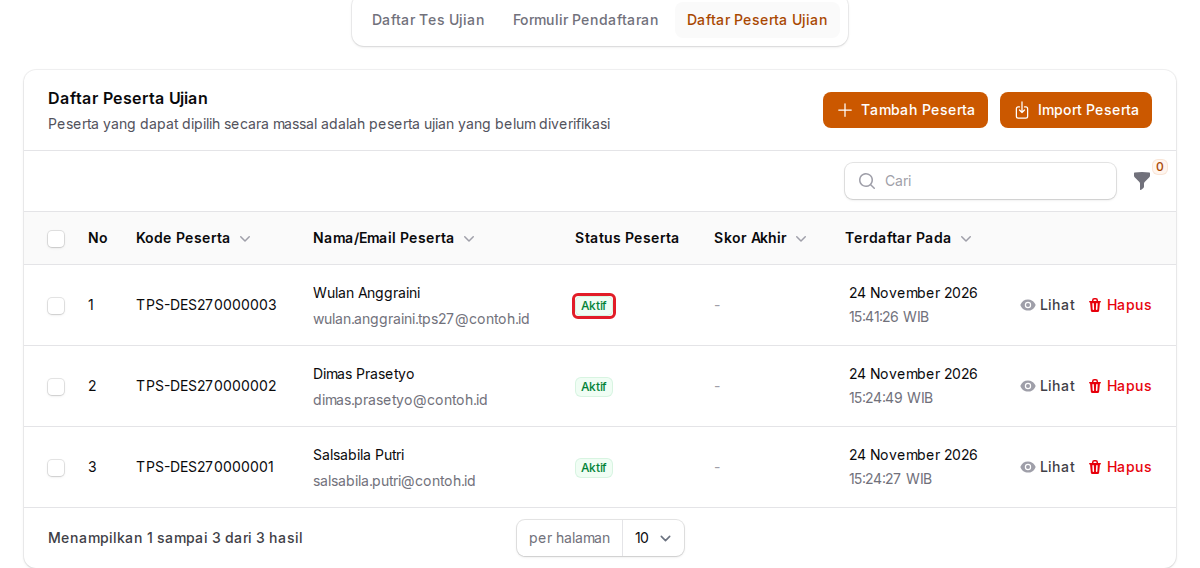 Daftar Tes Ujian Formulir Pendaftaran Daftar Peserta Ujian
Daftar Peserta Ujian
Peserta yang dapat dipilih secara massal adalah peserta ujian yang belum diverifikasi
Tambah Peserta Import Peserta
Cari 0
No Kode Peserta Nama/Email Peserta Status Peserta Skor Akhir Terdaftar Pada
1 TPS-DES270000003 Wulan Anggraini Aktif - 24 November 2026 Lihat Hapus
wulan.anggraini.tps27@contoh.id 15:41:26 WIB
2 TPS-DES270000002 Dimas Prasetyo Aktif - 24 November 2026 Lihat Hapus
dimas.prasetyo@contoh.id 15:24:49 WIB
3 TPS-DES270000001 Salsabila Putri Aktif - 24 November 2026 Lihat Hapus
salsabila.putri@contoh.id 15:24:27 WIB
Menampilkan 1 sampai 3 dari 3 hasil per halaman 10